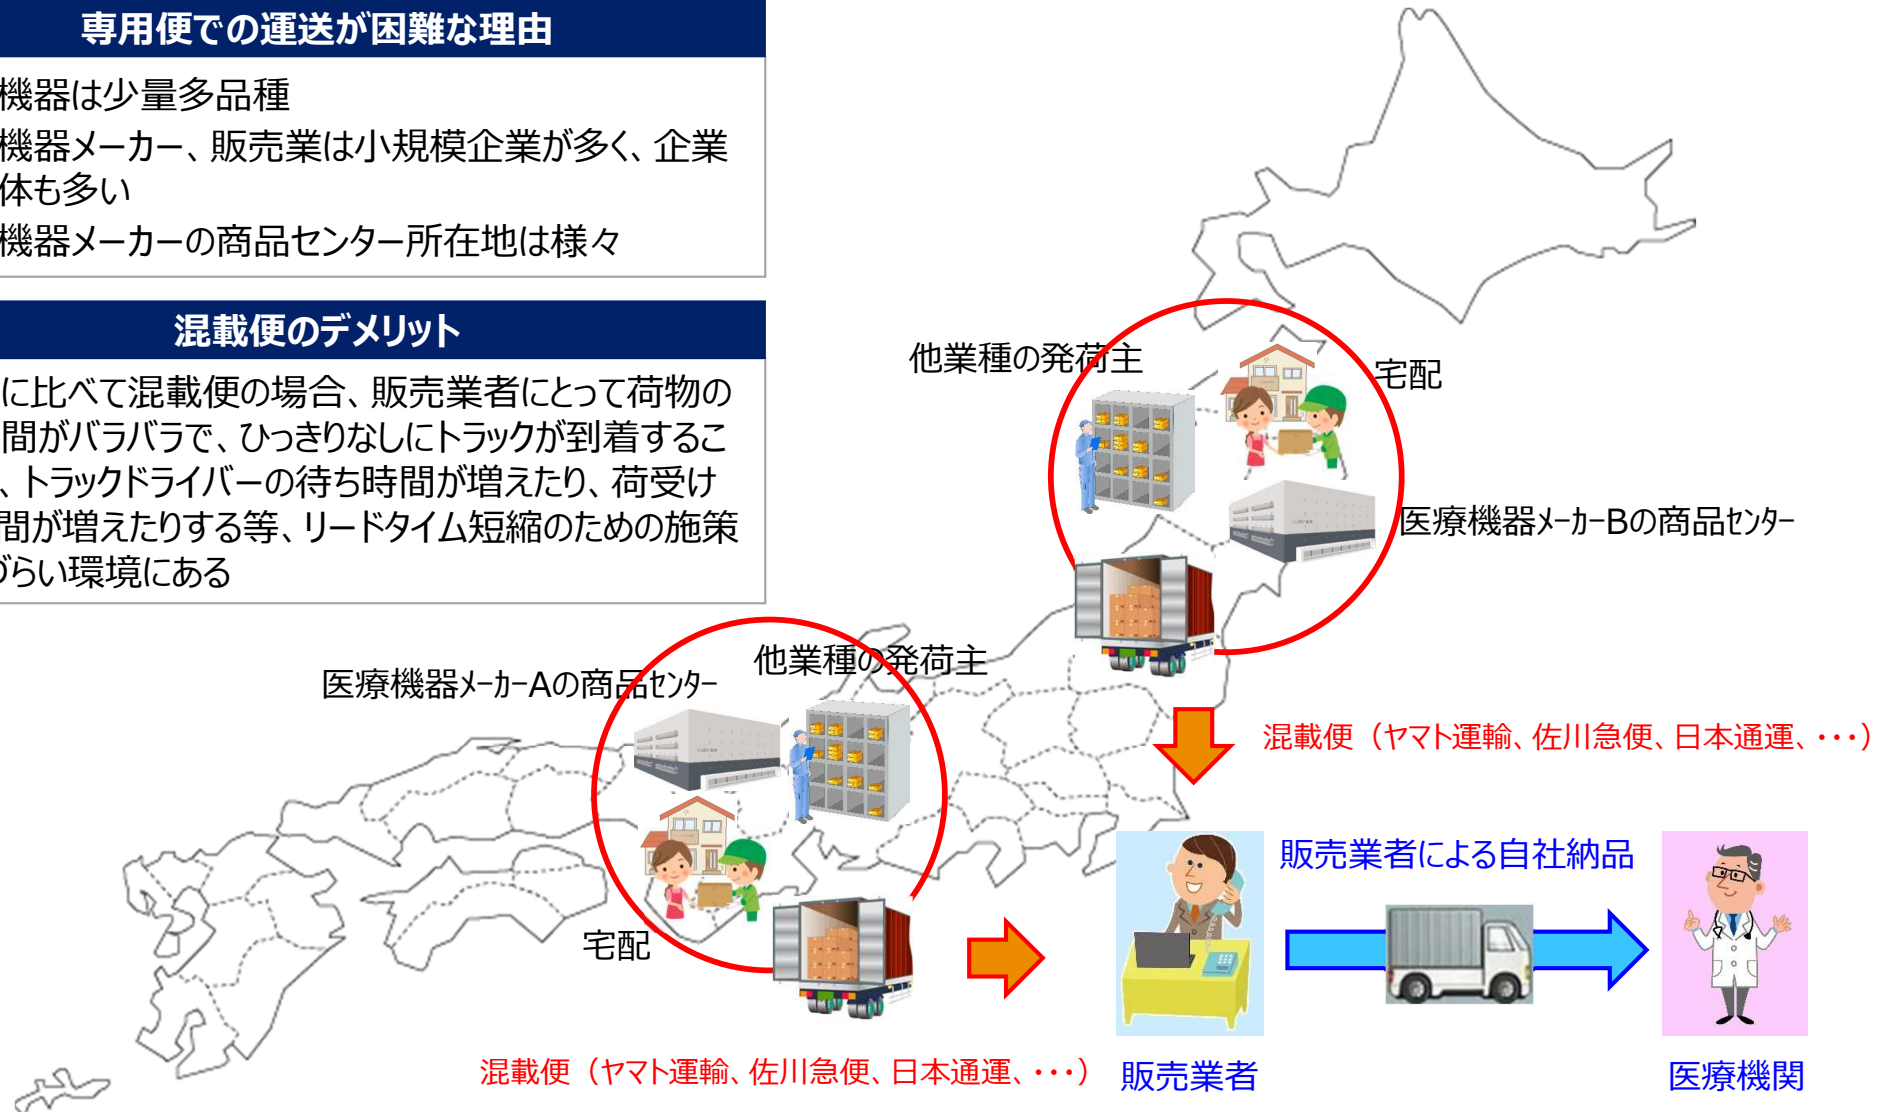 専用便での運送が困難な理由
機器は少量多品種
機器メーカー、販売業は小規模企業が多く、企業
体も多い
機器メーカーの商品センター所在地は様々
混載便のデメリット
に比べて混載便の場合、販売業者にとって荷物の
間がバラバラで、ひっきりなしにトラックが到着するこ
、トラックドライバーの待ち時間が増えたり、荷受け
間が増えたりする等、リードタイム短縮のための施策
づらい環境にある
他業種の発荷主
宅配
医療機器メーカーBの商品センター
医療機器メーカーAの商品センター
他業種の発荷主
宅配
混載便（ヤマト運輸、佐川急便、日本通運、・・・）
販売業者による自社納品
混載便（ヤマト運輸、佐川急便、日本通運、・・・）
販売業者
医療機関